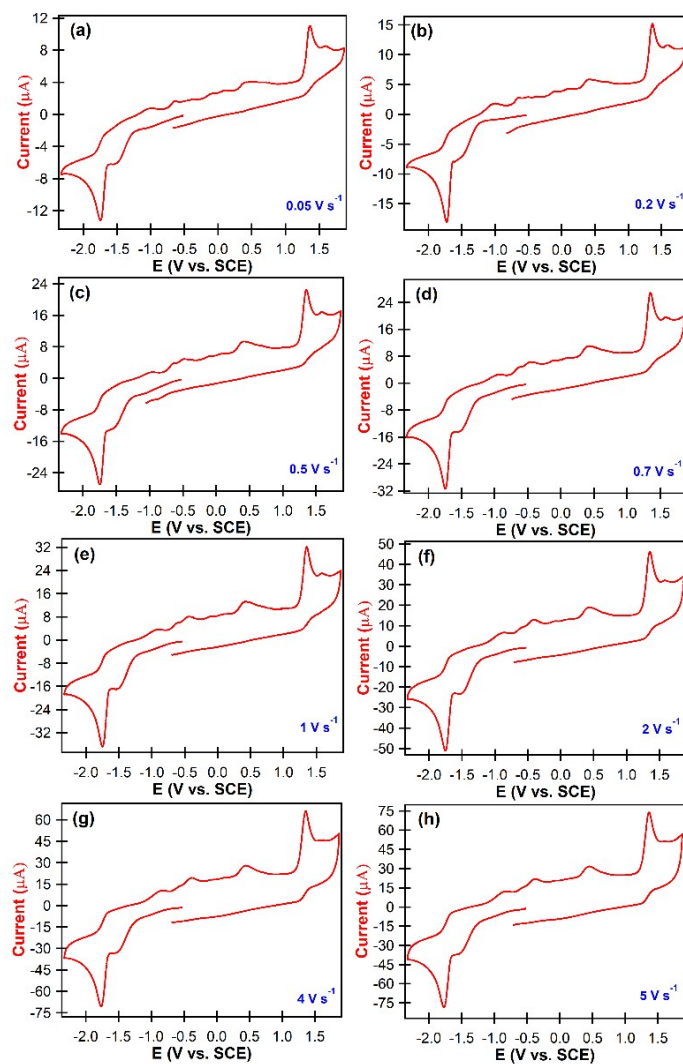 (a)
12
8
4
0
-4
-8
-12
Current (µA)
0.05 V s-1
-2.0 -1.5 -1.0 -0.5 0.0 0.5 1.0 1.5
E (V vs. SCE)
(b)
15
10
5
0
-5
-10
-15
Current (µA)
0.2 V s-1
-2.0 -1.5 -1.0 -0.5 0.0 0.5 1.0 1.5
E (V vs. SCE)
(c)
24
16
8
0
-8
-16
-24
Current (µA)
0.5 V s-1
-2.0 -1.5 -1.0 -0.5 0.0 0.5 1.0 1.5
E (V vs. SCE)
(d)
32
24
16
8
0
-8
-16
-24
-32
Current (µA)
0.7 V s-1
-2.0 -1.5 -1.0 -0.5 0.0 0.5 1.0 1.5
E (V vs. SCE)
(e)
32
24
16
8
0
-8
-16
-24
-32
Current (µA)
1 V s-1
-2.0 -1.5 -1.0 -0.5 0.0 0.5 1.0 1.5
E (V vs. SCE)
(f)
50
40
30
20
10
0
-10
-20
-30
-40
-50
Current (µA)
2 V s-1
-2.0 -1.5 -1.0 -0.5 0.0 0.5 1.0 1.5
E (V vs. SCE)
(g)
60
45
30
15
0
-15
-30
-45
-60
-75
Current (µA)
4 V s-1
-2.0 -1.5 -1.0 -0.5 0.0 0.5 1.0 1.5
E (V vs. SCE)
(h)
75
60
45
30
15
0
-15
-30
-45
-60
-75
Current (µA)
5 V s-1
-2.0 -1.5 -1.0 -0.5 0.0 0.5 1.0 1.5
E (V vs. SCE)